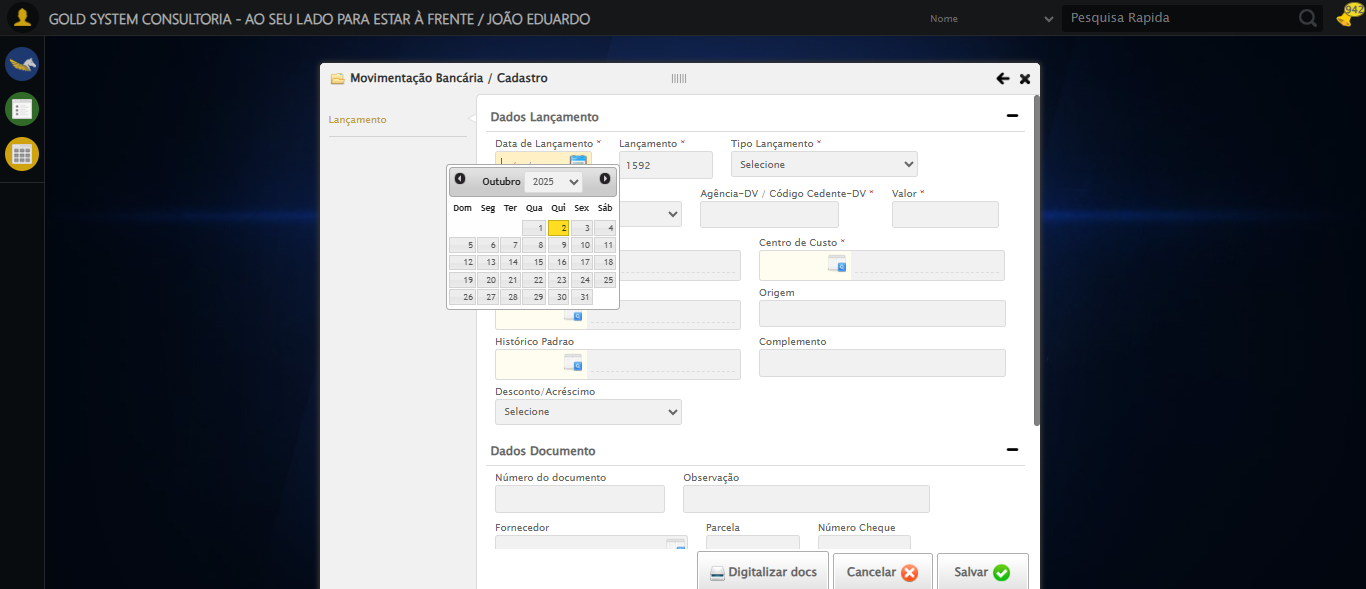 GOLD SYSTEM CONSULTORIA - AO SEU LADO PARA ESTAR À FRENTE / JOÃO EDUARDO
Nome
Pesquisa Rapida
942
Movimentação Bancária / Cadastro
Lançamento
Dados Lançamento
Data de Lançamento * Lançamento * Tipo Lançamento *
1592 Selecione
Outubro 2025
Agência-DV / Código Cedente-DV * Valor *
Dom Seg Ter Qua Qui Sex Sáb
1 2 3 4
5 6 7 8 9 10 11
12 13 14 15 16 17 18
19 20 21 22 23 24 25
26 27 28 29 30 31
Centro de Custo *
Origem
Histórico Padrao Complemento
Desconto/Acréscimo
Selecione
Dados Documento
Número do documento Observação
Fornecedor Parcela Número Cheque
Digitalizar docs Cancelar Salvar